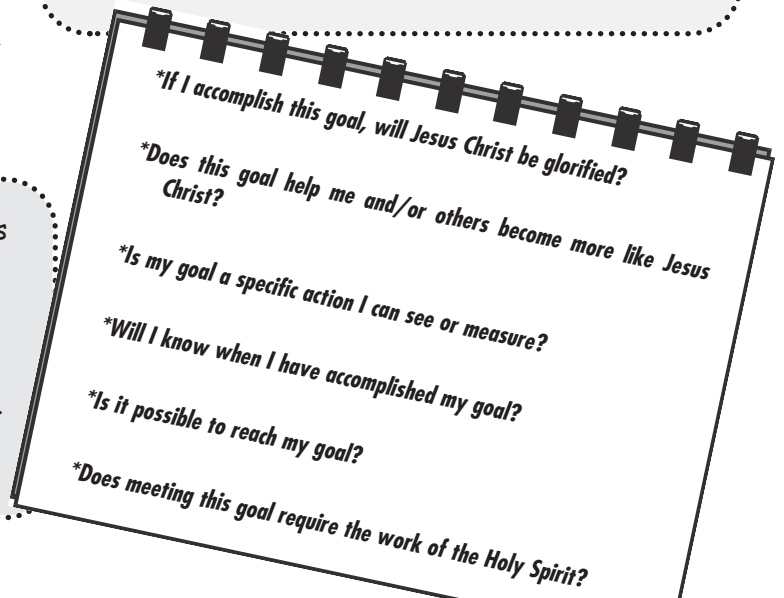 *If I accomplish this goal, will Jesus Christ be glorified?
*Does this goal help me and/or others become more like Jesus
Christ?
*Is my goal a specific action I can see or measure?
*Will I know when I have accomplished my goal?
*Is it possible to reach my goal?
*Does meeting this goal require the work of the Holy Spirit?